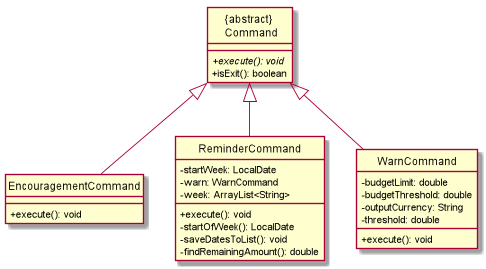 {abstract}
Command
+execute(): void
+isExit(): boolean
EncouragementCommand
+execute(): void
ReminderCommand
-startWeek: LocalDate
-warn: WarnCommand
-week: ArrayList<String>
+execute(): void
-startOfWeek(): LocalDate
-saveDatesToList(): void
-findRemainingAmount(): double
WarnCommand
-budgetLimit: double
-budgetThreshold: double
-outputCurrency: String
-threshold: double
+execute(): void